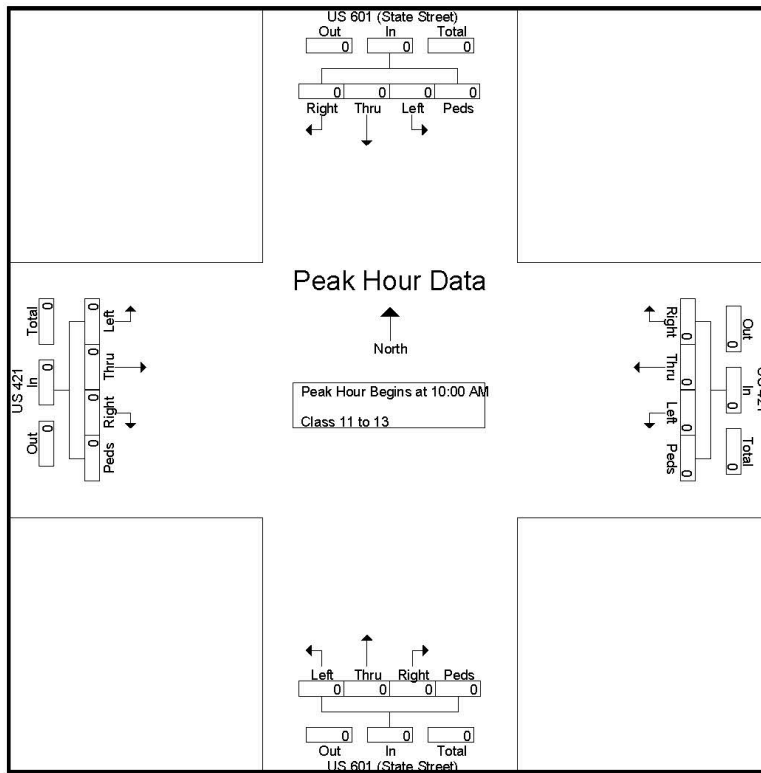 US 601 (State Street)
Out In Total
0 0 0
0 0 0 0
Right Thru Left Peds
Peak Hour Data
North
Peak Hour Begins at 10:00 AM
Class 11 to 13
US 421
Out In Total
0 0 0
0 0 0 0
Left Thru Right Peds
US 421
Out In Total
0 0 0
0 0 0 0
Right Thru Left Peds
Left Thru Right Peds
0 0 0 0
0 0 0
Out In Total
US 601 (State Street)